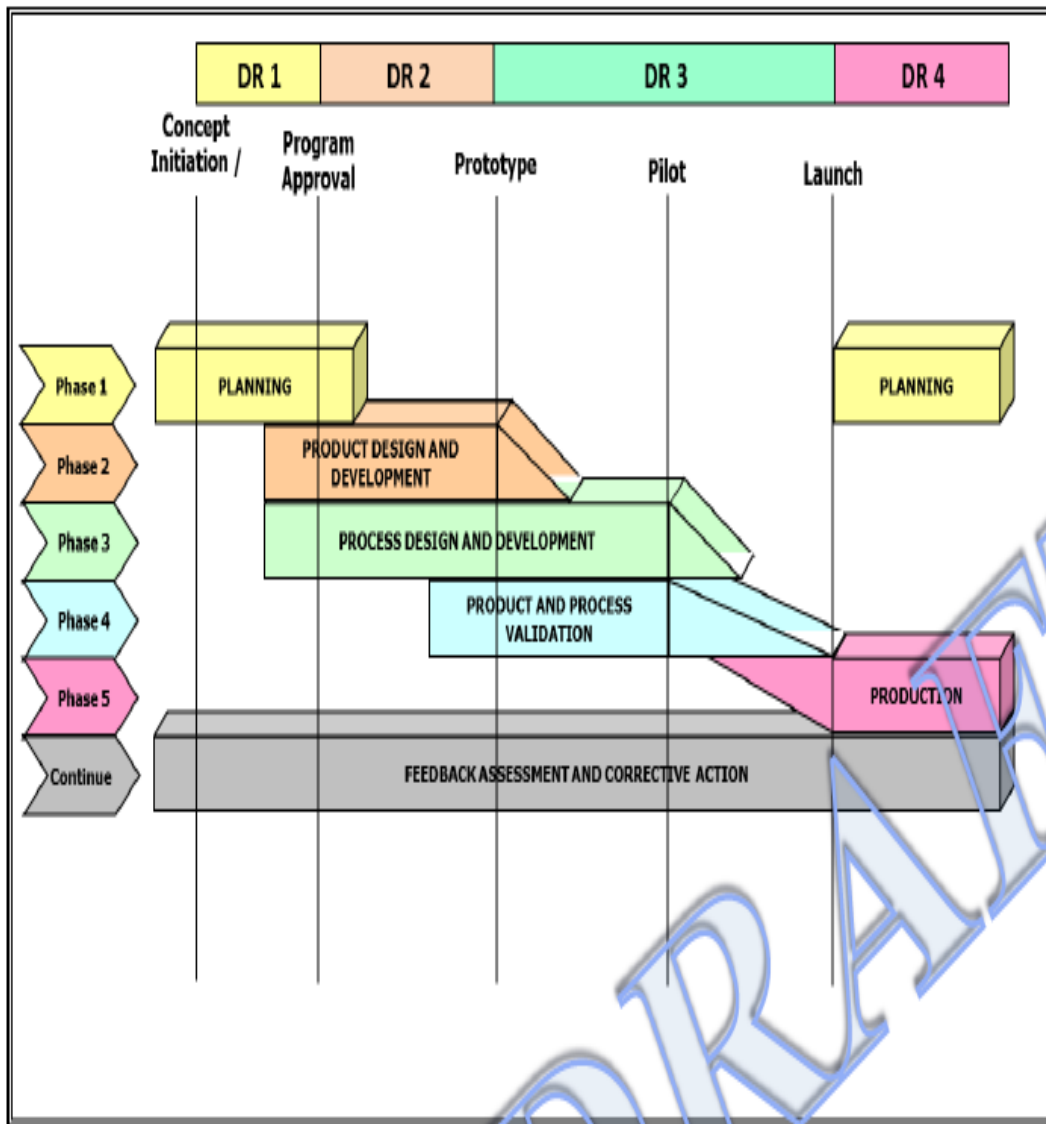 DR 1
DR 2
DR 3
DR 4
Concept
Initiation /
Program
Approval
Prototype
Pilot
Launch
Phase 1
PLANNING
PLANNING
Phase 2
PRODUCT DESIGN AND
DEVELOPMENT
Phase 3
PROCESS DESIGN AND DEVELOPMENT
Phase 4
PRODUCT AND PROCESS
VALIDATION
Phase 5
PRODUCTION
Continue
FEEDBACK ASSESSMENT AND CORRECTIVE ACTION
DRAFT